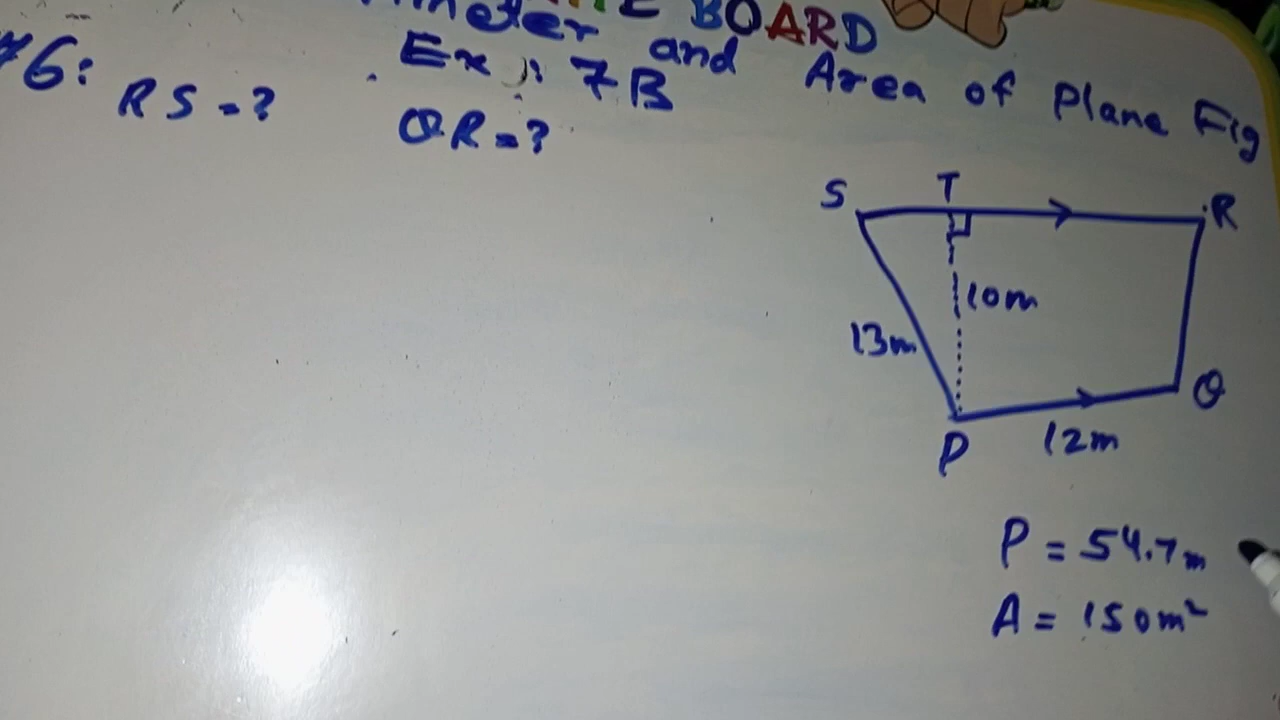 BOARD
and Area of Plane Fig
Ex: 7B
6:
RS = ?
QR = ?
S
T
R
10m
13m
Q
P
12m
P = 54.7m
A = 150m²